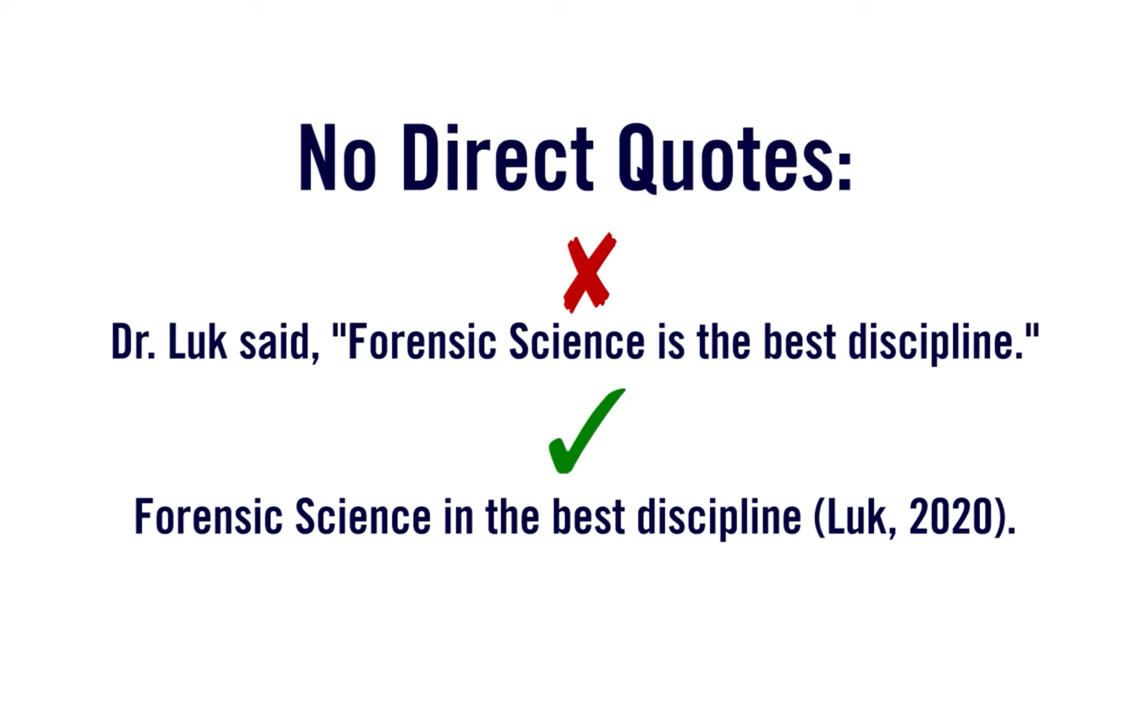 No Direct Quotes:
Dr. Luk said, "Forensic Science is the best discipline."
Forensic Science in the best discipline (Luk, 2020).